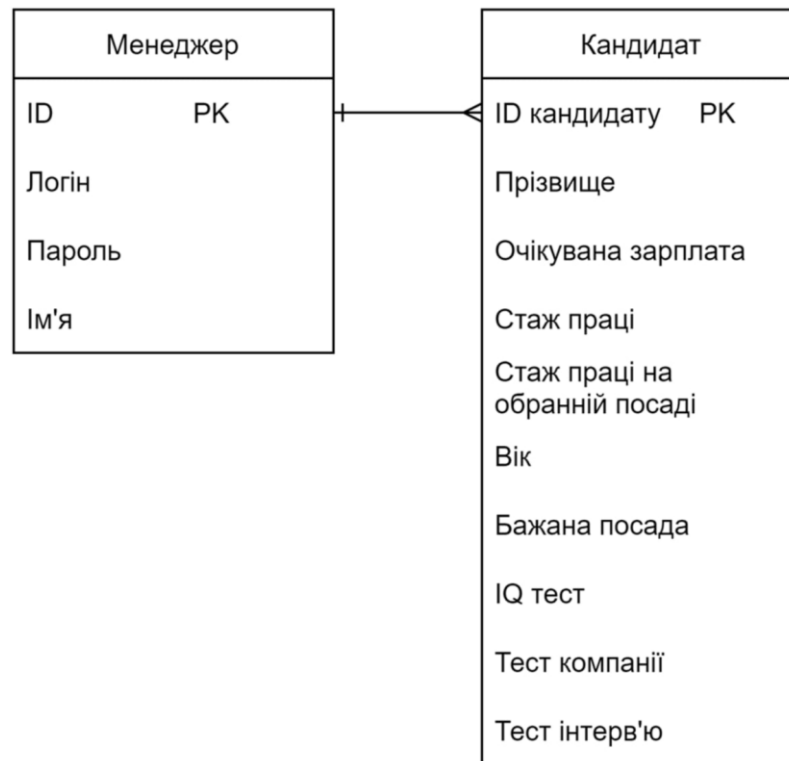 Менеджер
ID PK
Логін
Пароль
Ім'я
Кандидат
ID кандидату PK
Прізвище
Очікувана зарплата
Стаж праці
Стаж праці на
обранній посаді
Вік
Бажана посада
IQ тест
Тест компанії
Тест інтерв'ю